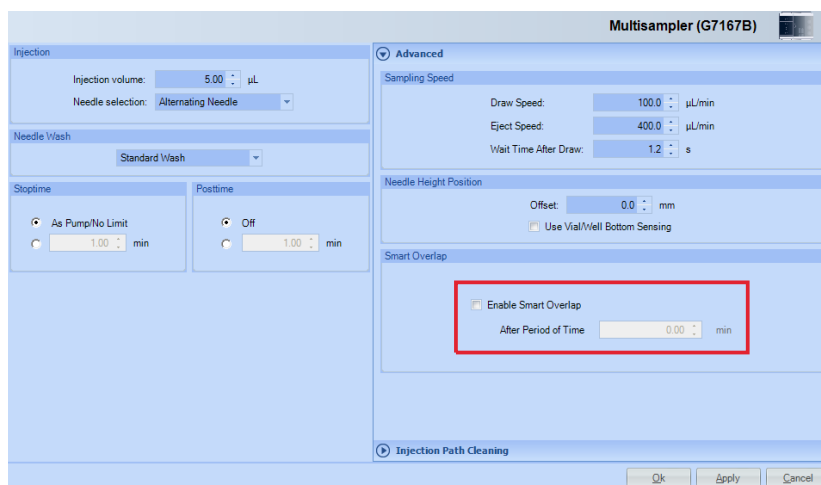 Multisampler (G7167B)
Injection
Injection volume: 5.00 µL
Needle selection: Alternating Needle
Needle Wash
Standard Wash
Stoptime
As Pump/No Limit
1.00 min
Posttime
Off
1.00 min
Advanced
Sampling Speed
Draw Speed: 100.0 µL/min
Eject Speed: 400.0 µL/min
Wait Time After Draw: 1.2 s
Needle Height Position
Offset: 0.0 mm
Use Vial/Well Bottom Sensing
Smart Overlap
Enable Smart Overlap
After Period of Time 0.00 min
Injection Path Cleaning
Ok Apply Cancel